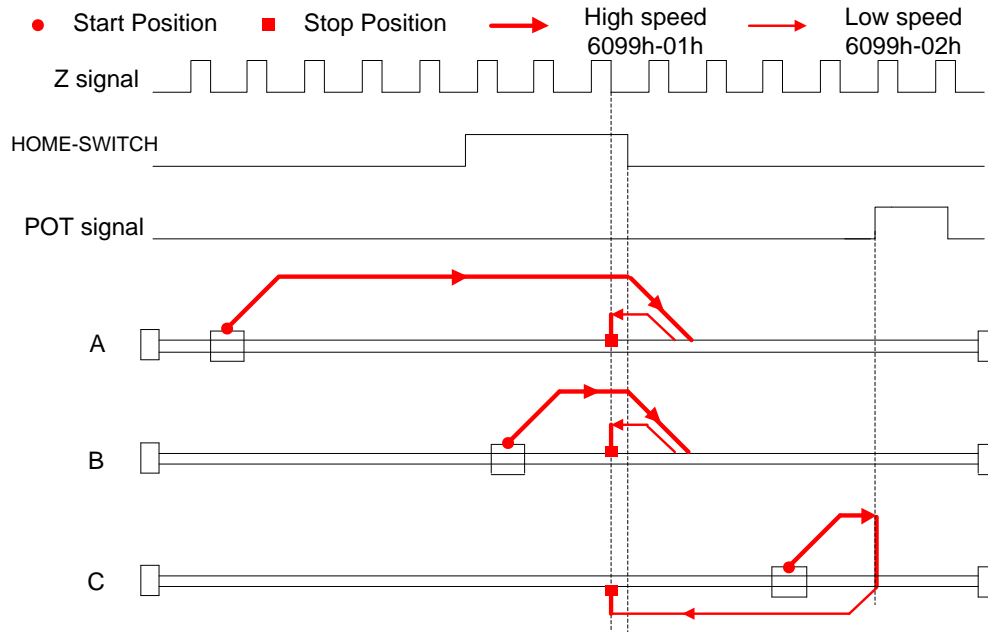 Start Position
Stop Position
High speed
6099h-01h
Low speed
6099h-02h
Z signal
HOME-SWITCH
POT signal
A
B
C